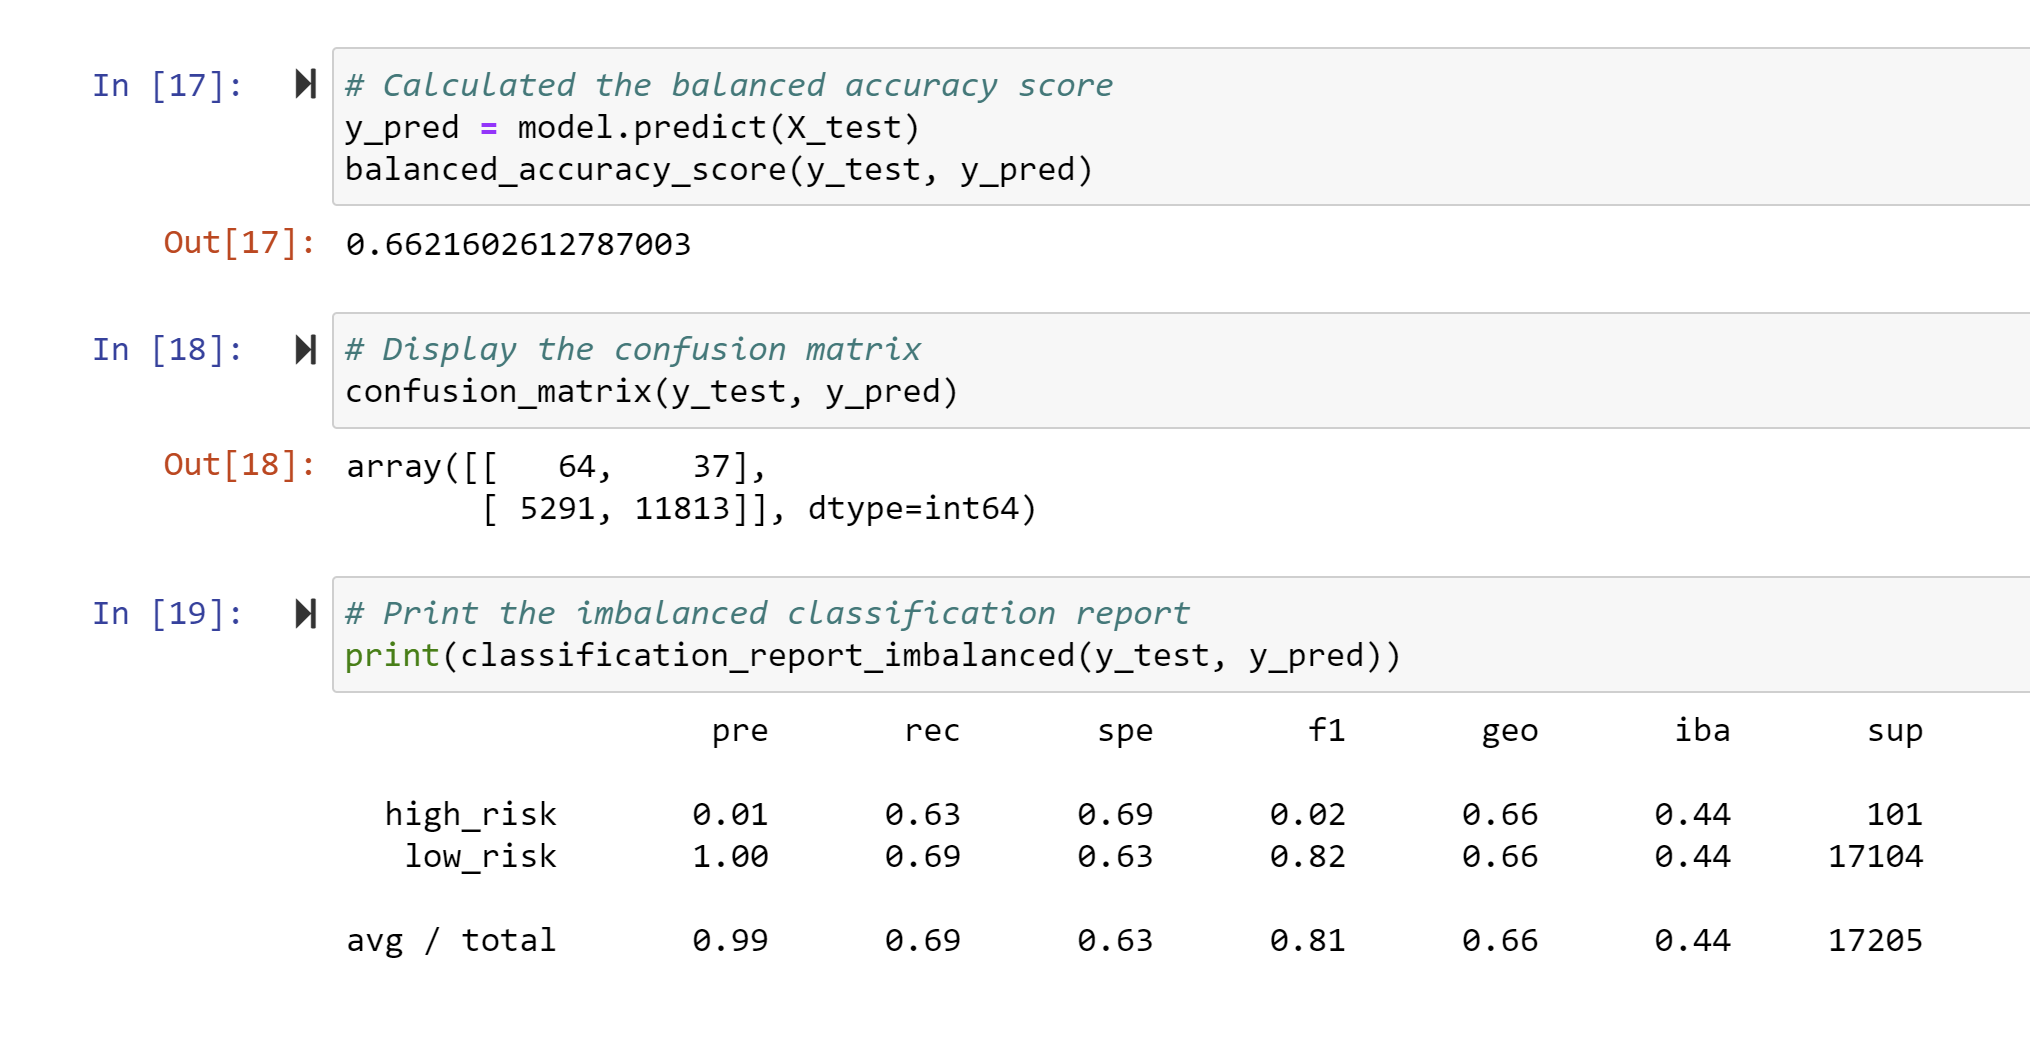 In [17]: # Calculated the balanced accuracy score
y_pred = model.predict(X_test)
balanced_accuracy_score(y_test, y_pred)
Out[17]: 0.6621602612787003
In [18]: # Display the confusion matrix
confusion_matrix(y_test, y_pred)
Out[18]: array([[   64,    37],
       [ 5291, 11813]], dtype=int64)
In [19]: # Print the imbalanced classification report
print(classification_report_imbalanced(y_test, y_pred))
pre rec spe f1 geo iba sup
high_risk 0.01 0.63 0.69 0.02 0.66 0.44 101
low_risk 1.00 0.69 0.63 0.82 0.66 0.44 17104
avg / total 0.99 0.69 0.63 0.81 0.66 0.44 17205